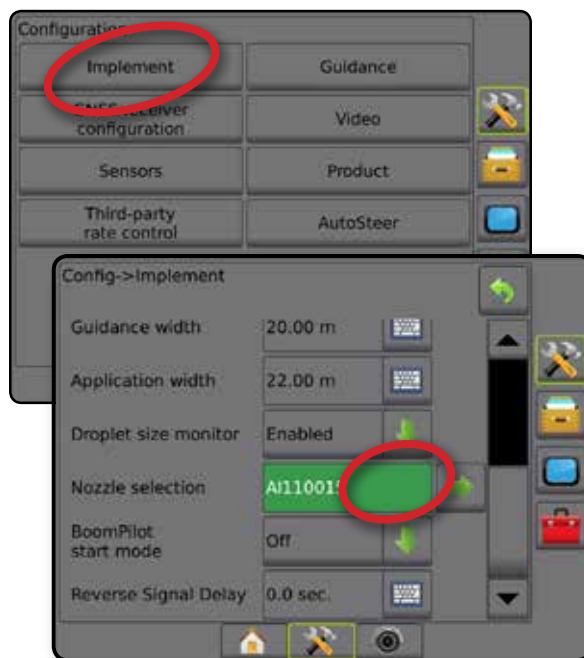 Configuration
Implement
Guidance
receiver
configuration
Video
Sensors
Product
Third-party
rate control
AutoSteer
Config->Implement
Guidance width
20.00 m
Application width
22.00 m
Droplet size monitor
Enabled
Nozzle selection
AI110015
BoomPilot
start mode
Off
Reverse Signal Delay
0.0 sec.